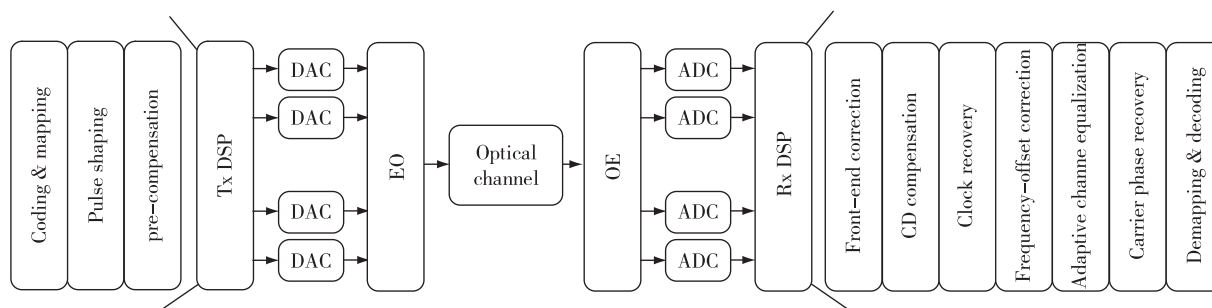 Coding & mapping
Pulse shaping
pre-compensation
Tx DSP
DAC
DAC
DAC
DAC
EO
Optical
channel
OE
ADC
ADC
ADC
ADC
Rx DSP
Front-end correction
CD compensation
Clock recovery
Frequency-offset correction
Adaptive channe equalization
Carrier phase recovery
Demapping & decoding